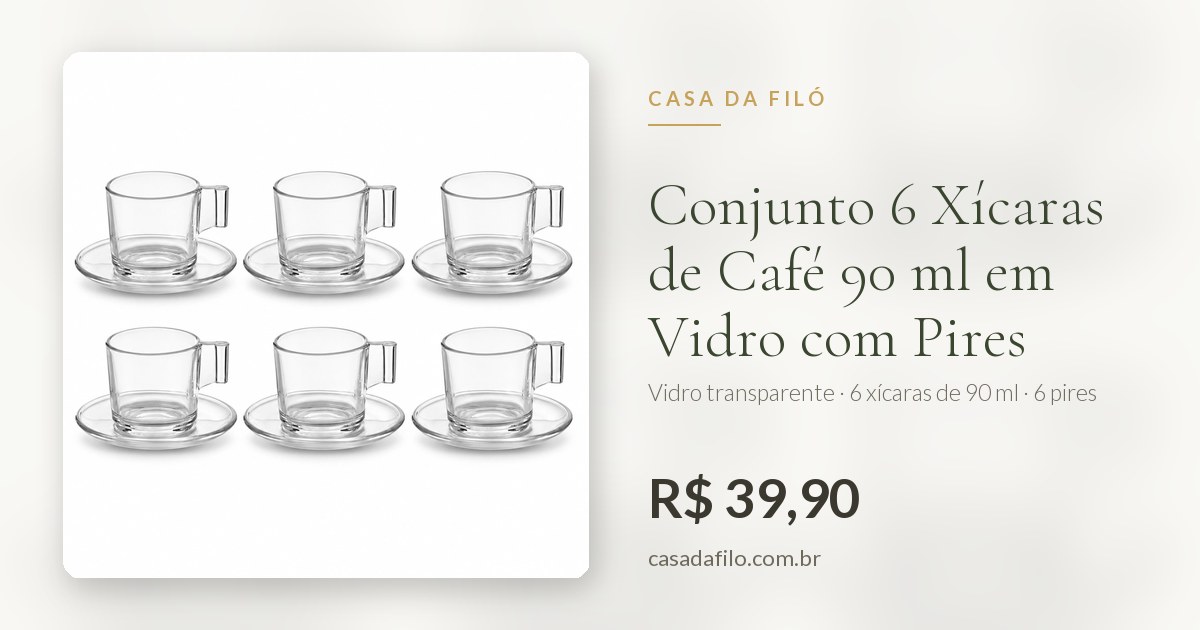 CASA DA FILÓ
Conjunto 6 Xícaras
de Café 90 ml em
Vidro com Pires
Vidro transparente · 6 xícaras de 90 ml · 6 pires
R$ 39,90
casadafilo.com.br